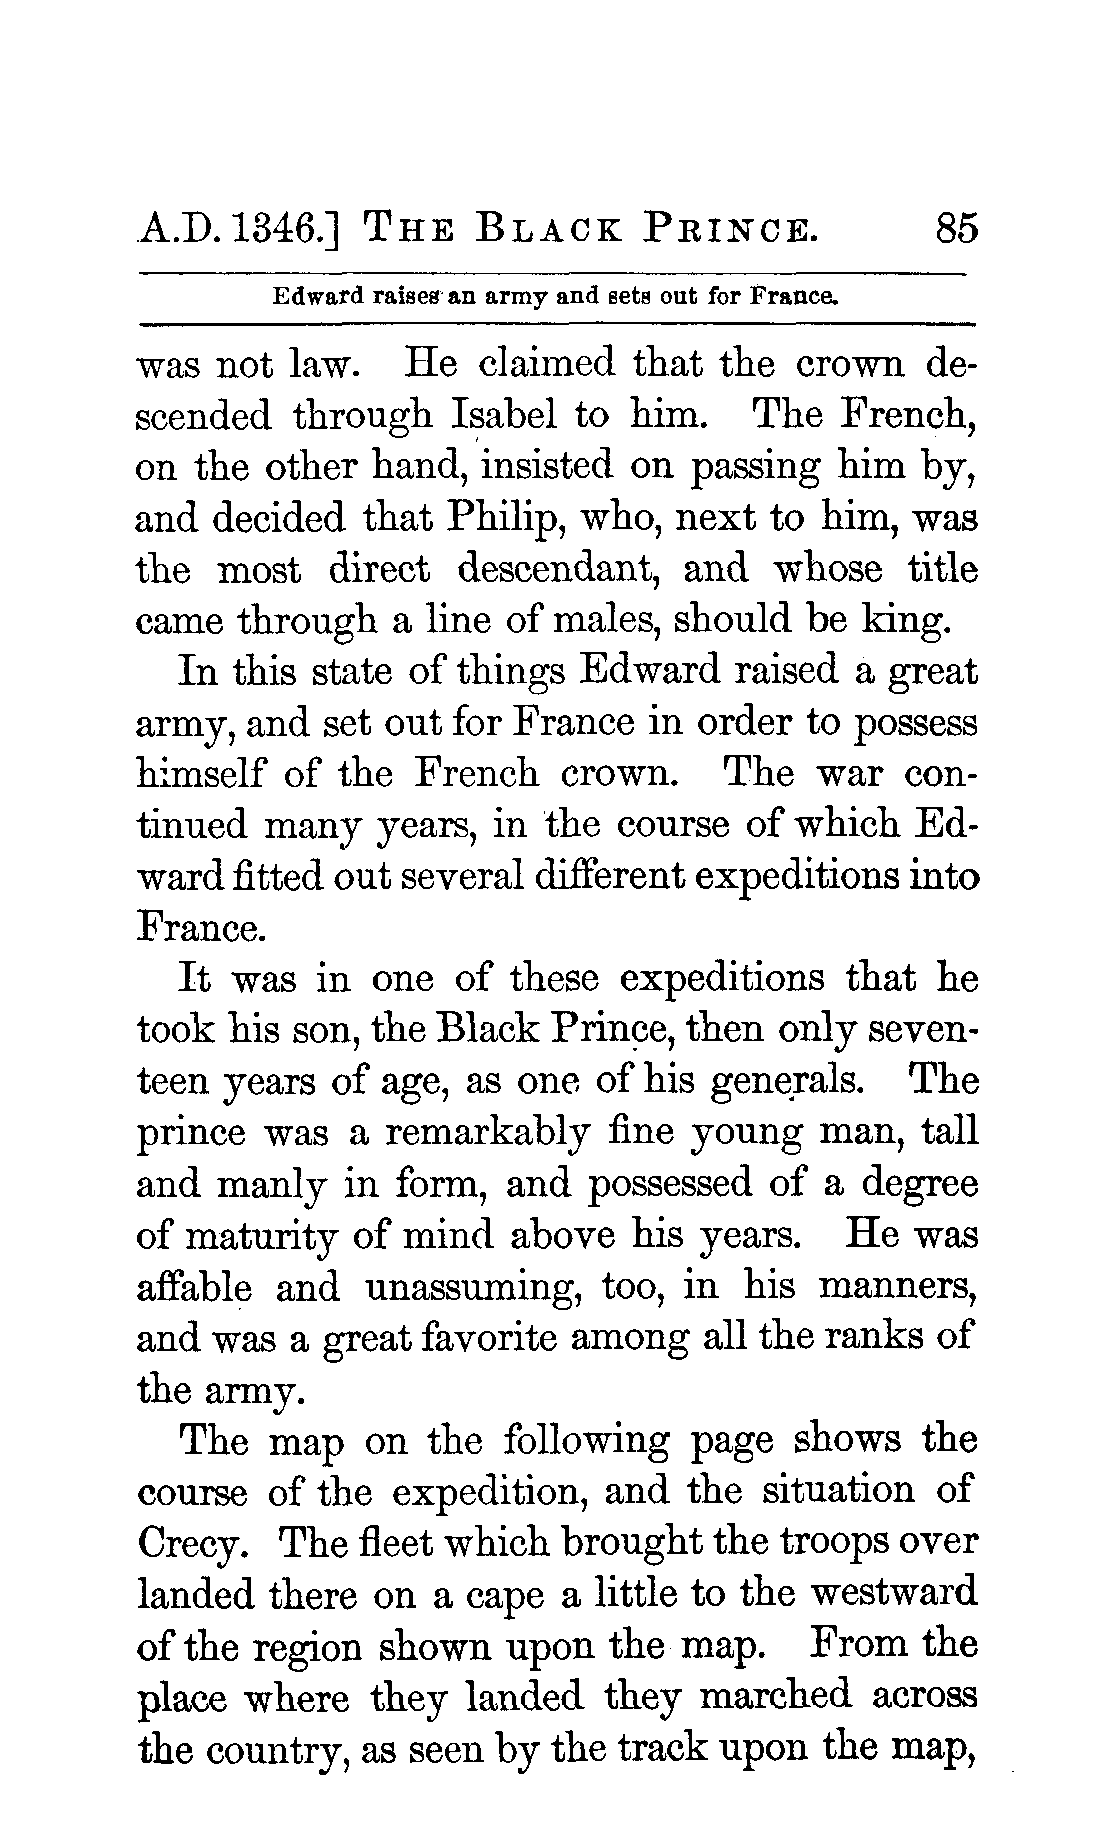 A.D. 1346.] THE BLACK PRINCE. 85
Edward raises an army and sets out for France.
was not law. He claimed that the crown de-
scended through Isabel to him. The French,
on the other hand, insisted on passing him by,
and decided that Philip, who, next to him, was
the most direct descendant, and whose title
came through a line of males, should be king.
In this state of things Edward raised a great
army, and set out for France in order to possess
himself of the French crown. The war con-
tinued many years, in the course of which Ed-
ward fitted out several different expeditions into
France.
It was in one of these expeditions that he
took his son, the Black Prince, then only seven-
teen years of age, as one of his generals. The
prince was a remarkably fine young man, tall
and manly in form, and possessed of a degree
of maturity of mind above his years. He was
affable and unassuming, too, in his manners,
and was a great favorite among all the ranks of
the army.
The map on the following page shows the
course of the expedition, and the situation of
Crecy. The fleet which brought the troops over
landed there on a cape a little to the westward
of the region shown upon the map. From the
place where they landed they marched across
the country, as seen by the track upon the map,